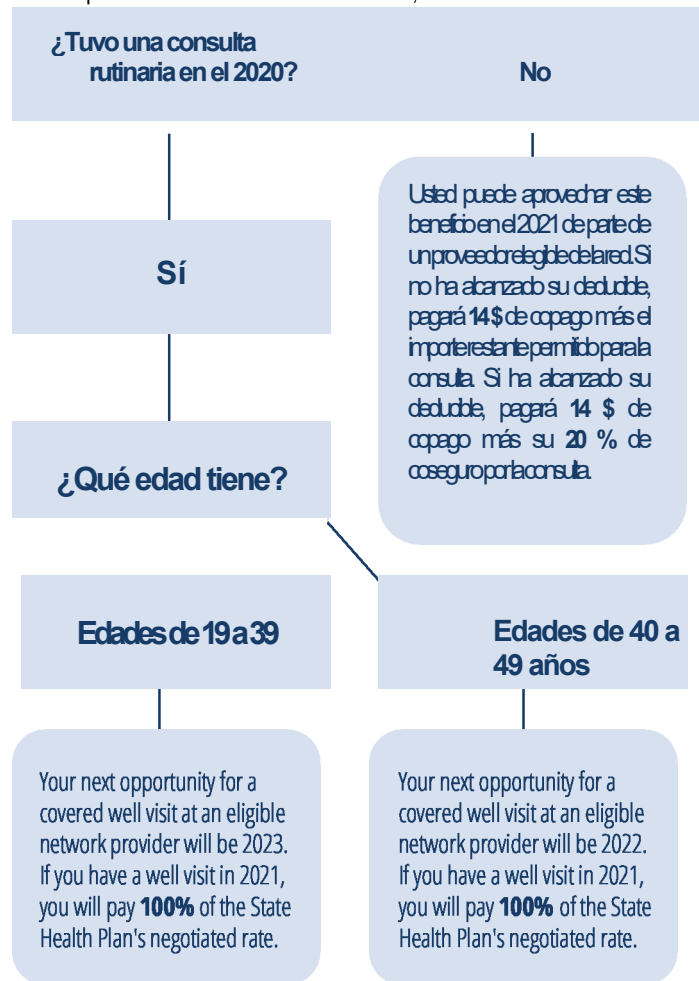 ¿Tuvo una consulta
rutinaria en el 2020?
No
Usted puede aprovechar este
beneficio en el 2021 de parte de
un proveedor elegible de la red. Si
no ha alcanzado su deducible,
pagará 14 $ de copago más el
importe restante permitido para la
consulta. Si ha alcanzado su
deducible, pagará 14 $ de
copago más su 20 % de
coseguro por la consulta.
Sí
¿Qué edad tiene?
Edades de 19 a 39
Edades de 40 a
49 años
Your next opportunity for a
covered well visit at an eligible
network provider will be 2023.
If you have a well visit in 2021,
you will pay 100% of the State
Health Plan's negotiated rate.
Your next opportunity for a
covered well visit at an eligible
network provider will be 2022.
If you have a well visit in 2021,
you will pay 100% of the State
Health Plan's negotiated rate.